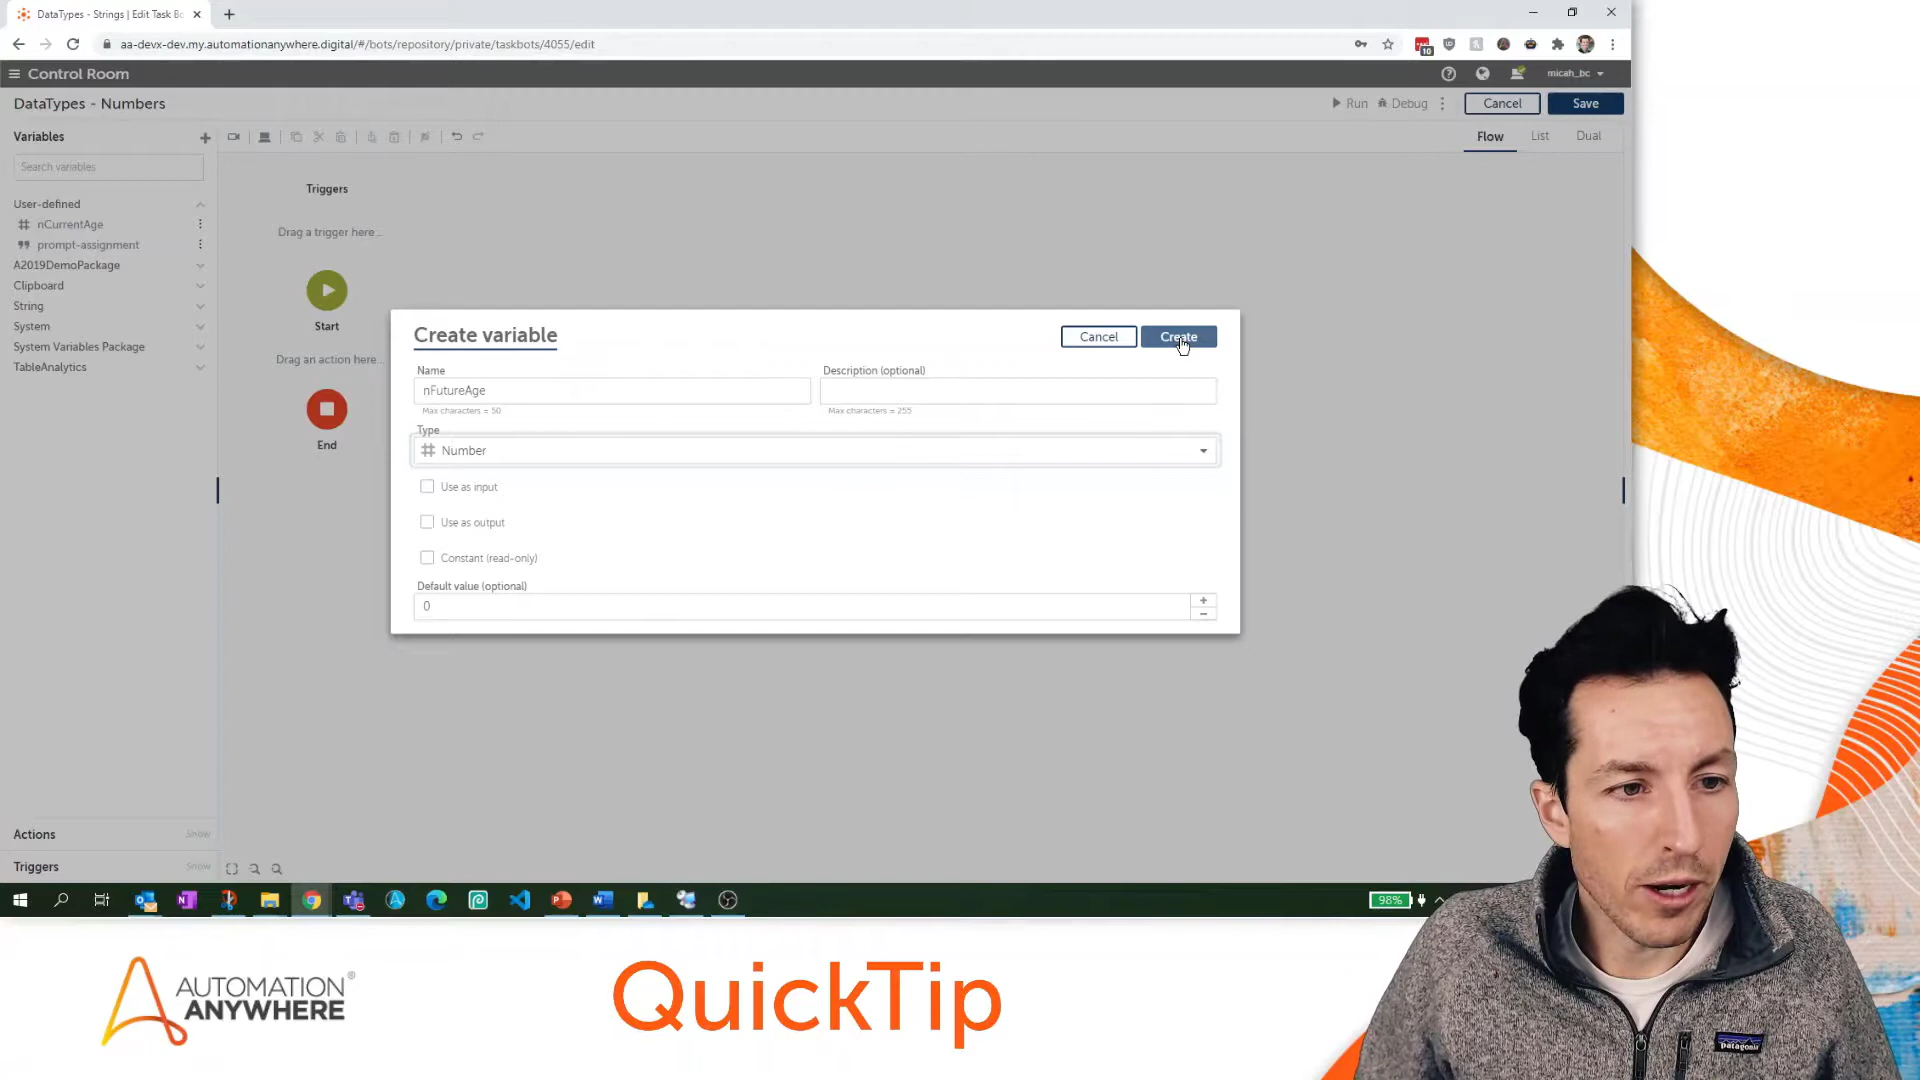 DataTypes - Strings | Edit Task Bo
aa-devx-dev.my.automationanywhere.digital/#/bots/repository/private/taskbots/4055/edit
10
Control Room
micah_bc
DataTypes - Numbers
Run
Debug
Cancel
Save
Variables
Flow
List
Dual
Search variables
User-defined
nCurrentAge
prompt-assignment
A2019DemoPackage
Clipboard
String
System
System Variables Package
TableAnalytics
Triggers
Drag a trigger here...
Start
Drag an action here...
End
Create variable
Cancel
Create
Name
Description (optional)
nFutureAge
Max characters = 50
Max characters = 255
Type
Number
Use as input
Use as output
Constant (read-only)
Default value (optional)
0
Actions
Show
Triggers
Show
98%
AUTOMATION
ANYWHERE®
QuickTip
patagonia